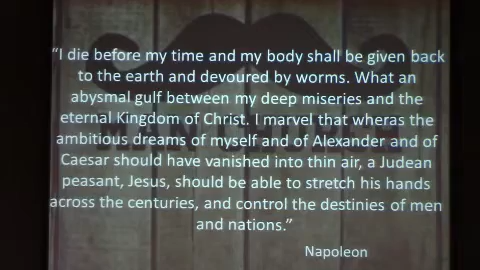 “I die before my time and my body shall be given back
to the earth and devoured by worms. What an
abysmal gulf between my deep miseries and the
eternal Kingdom of Christ. I marvel that wheras the
ambitious dreams of myself and of Alexander and of
Caesar should have vanished into thin air, a Judean
peasant, Jesus, should be able to stretch his hands
across the centuries, and control the destinies of men
and nations.”
Napoleon